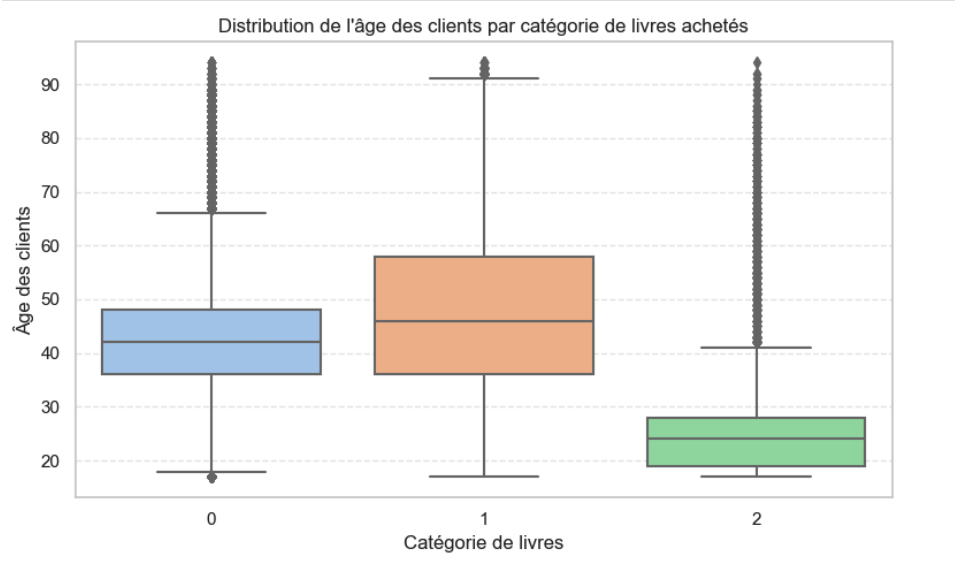 Distribution de l'âge des clients par catégorie de livres achetés
90
80
70
60
50
40
30
20
Âge des clients
0 1 2
Catégorie de livres